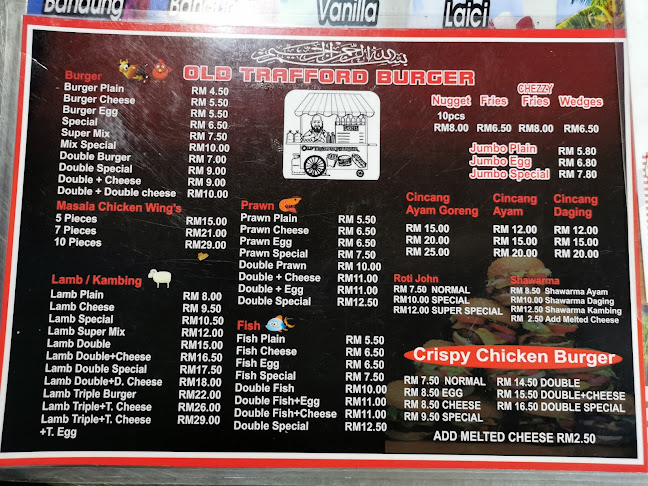 Bandung
Bandung
Vanilla
Laici
بسم الله الرحمن الرحيم
OLD TRAFFORD BURGER
Burger
Burger Plain RM 4.50
Burger Cheese RM 5.50
Burger Egg RM 5.50
Special RM 6.50
Super Mix RM 7.50
Mix Special RM10.00
Double Burger RM 7.00
Double Special RM 9.00
Double + Cheese RM 9.00
Double + Double cheese RM10.00
Masala Chicken Wing's
5 Pieces RM15.00
7 Pieces RM21.00
10 Pieces RM29.00
Lamb / Kambing
Lamb Plain RM 8.00
Lamb Cheese RM 9.50
Lamb Special RM10.50
Lamb Super Mix RM12.00
Lamb Double RM15.00
Lamb Double+Cheese RM16.50
Lamb Double Special RM17.50
Lamb Double+D. Cheese RM18.00
Lamb Triple Burger RM22.00
Lamb Triple+T. Cheese RM26.00
Lamb Triple+T. Cheese RM29.00
+T. Egg
Prawn
Prawn Plain RM 5.50
Prawn Cheese RM 6.50
Prawn Egg RM 6.50
Prawn Special RM 7.50
Double Prawn RM 10.00
Double + Cheese RM11.00
Double + Egg RM11.00
Double Special RM12.50
Fish
Fish Plain RM 5.50
Fish Cheese RM 6.50
Fish Egg RM 6.50
Fish Special RM 7.50
Double Fish RM10.00
Double Fish+Egg RM11.00
Double Fish+Cheese RM11.00
Double Special RM12.50
Nugget Fries CHEZZY Fries Wedges
10pcs
RM8.00 RM6.50 RM8.00 RM6.50
Jumbo Plain RM 5.80
Jumbo Egg RM 6.80
Jumbo Special RM 7.80
Cincang Ayam Goreng
RM 15.00
RM 20.00
RM 25.00
Cincang Ayam
RM 12.00
RM 15.00
RM 20.00
Cincang Daging
RM 12.00
RM 15.00
RM 20.00
Roti John
RM 7.50 NORMAL
RM10.00 SPECIAL
RM12.00 SUPER SPECIAL
Shawarma
RM 8.50 Shawarma Ayam
RM10.00 Shawarma Daging
RM12.50 Shawarma Kambing
RM 2.50 Add Melted Cheese
Crispy Chicken Burger
RM 7.50 NORMAL RM 14.50 DOUBLE
RM 8.50 EGG RM 15.50 DOUBLE+CHEESE
RM 8.50 CHEESE RM 16.50 DOUBLE SPECIAL
RM 9.50 SPECIAL
ADD MELTED CHEESE RM2.50